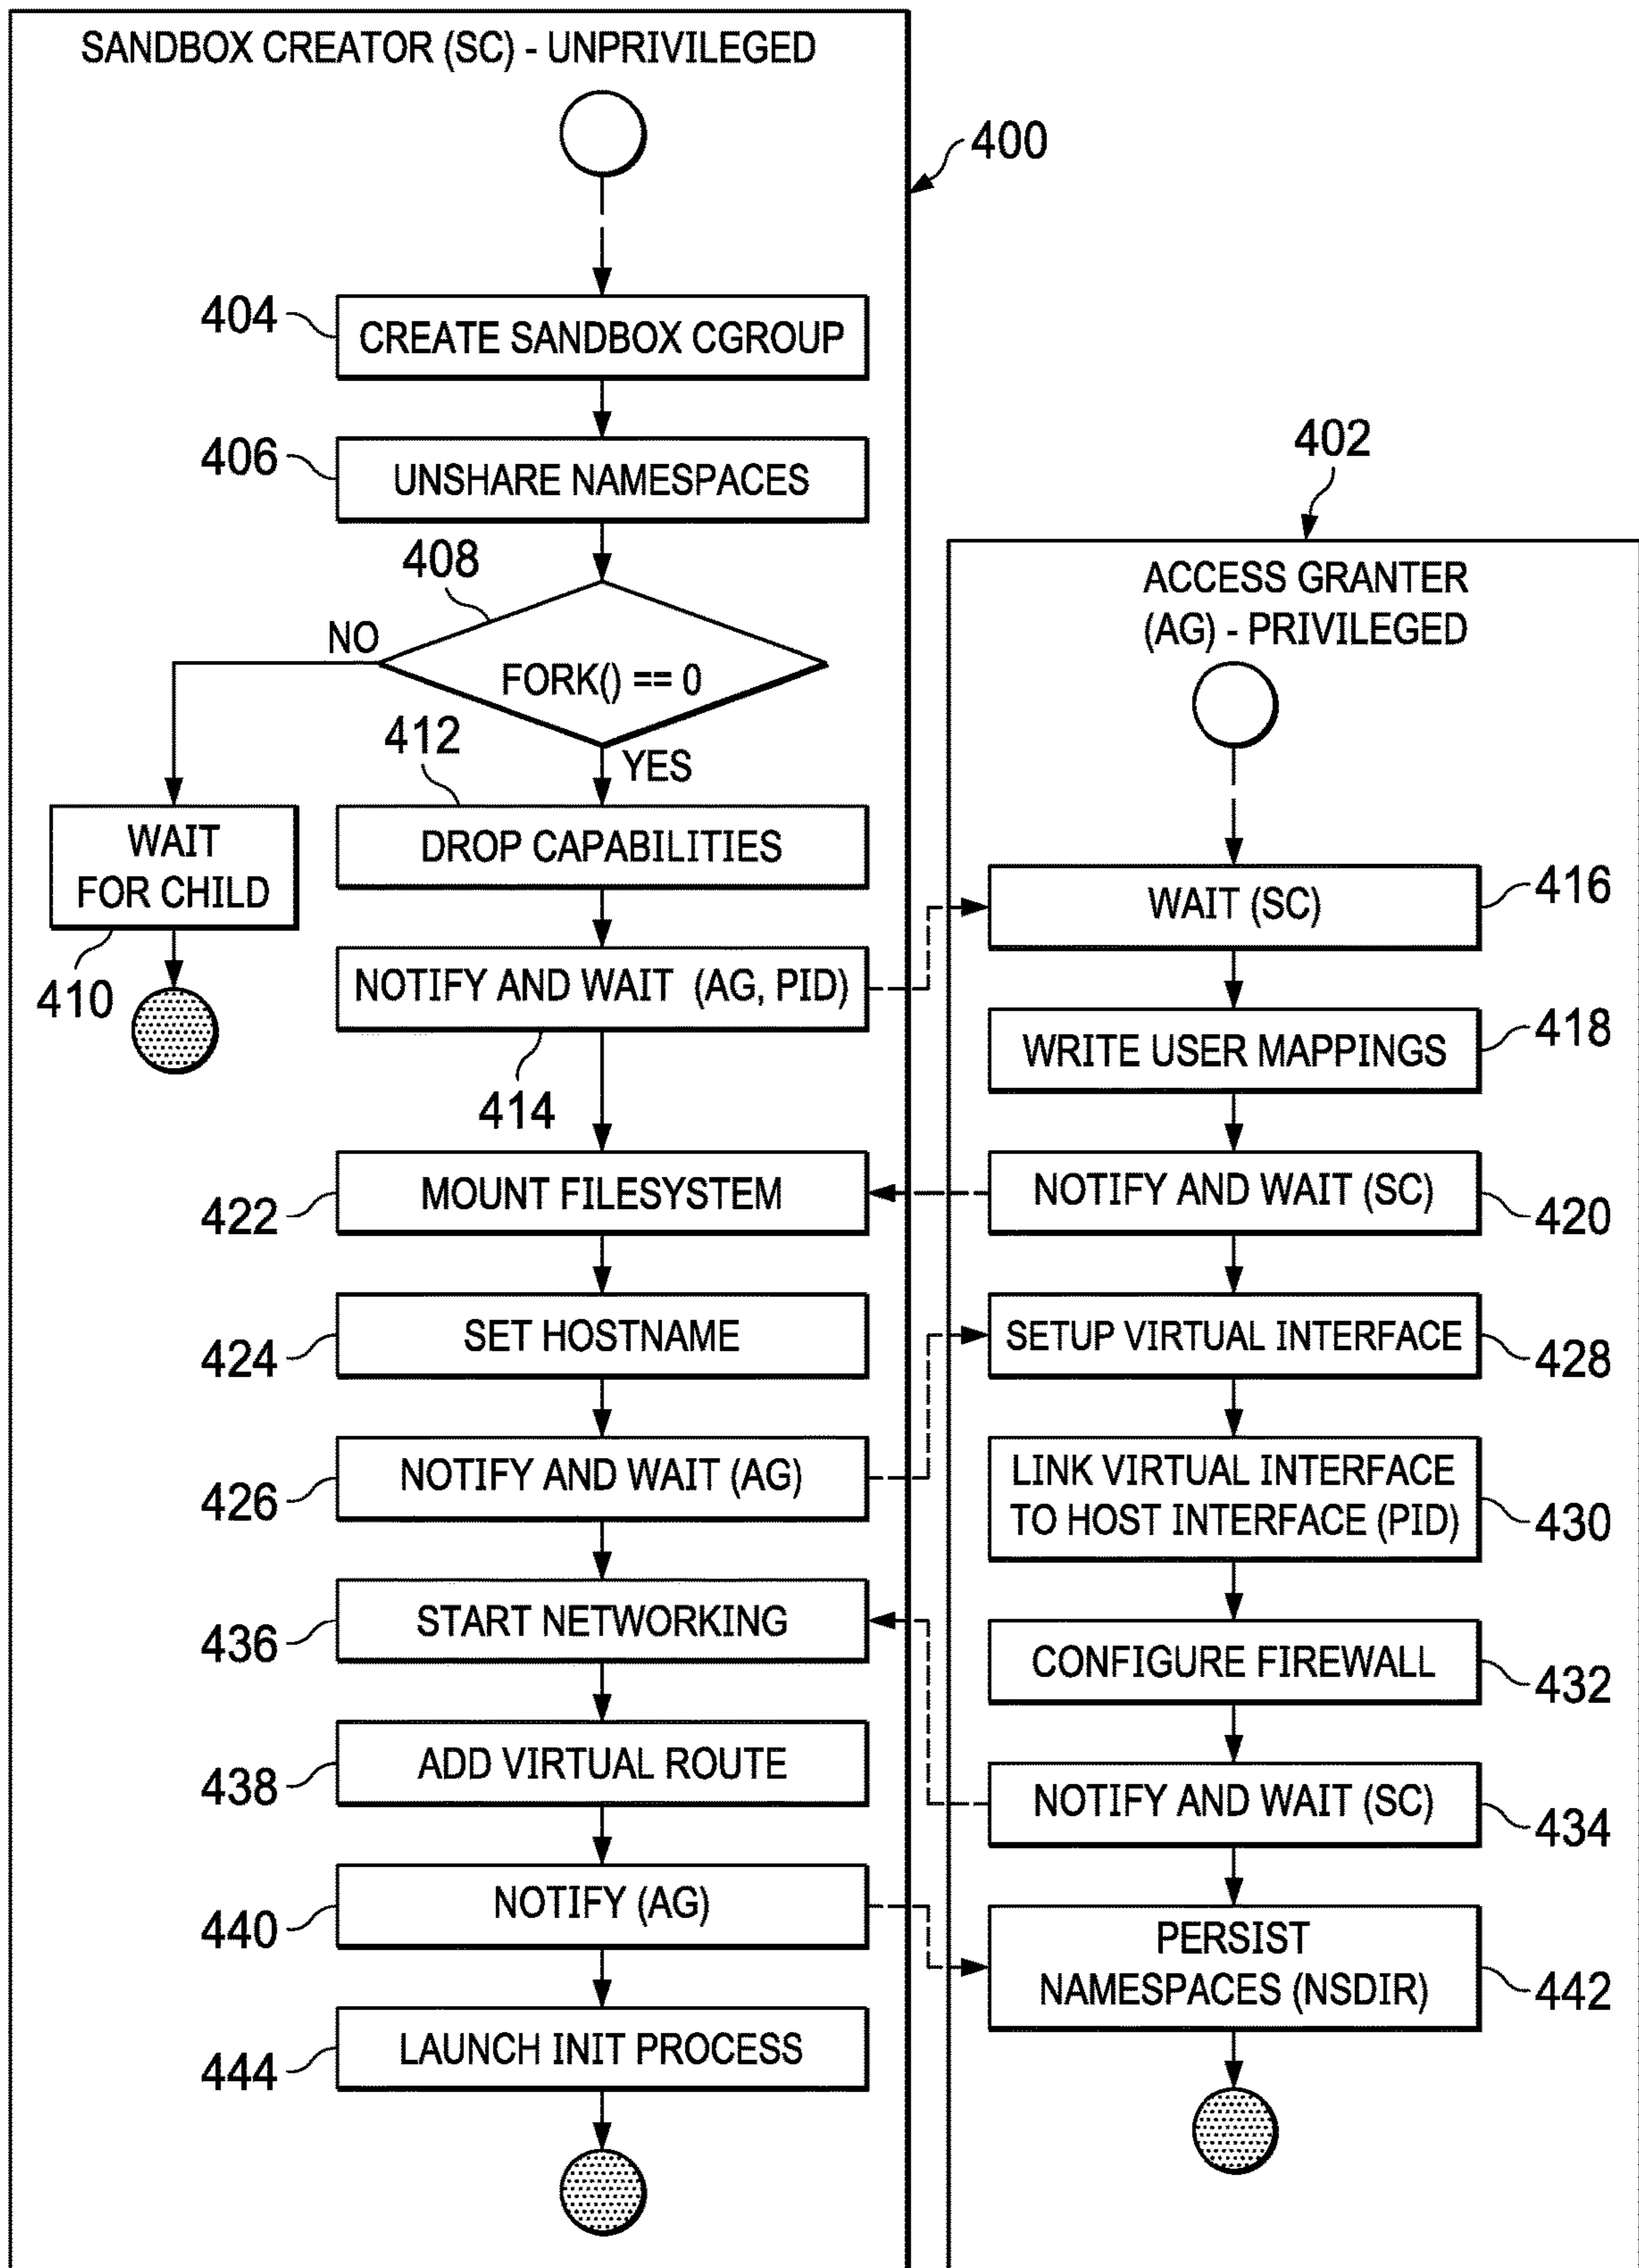 SANDBOX CREATOR (SC) - UNPRIVILEGED
400
404
CREATE SANDBOX CGROUP
406
UNSHARE NAMESPACES
408
NO
FORK() == 0
YES
412
WAIT
FOR CHILD
410
DROP CAPABILITIES
NOTIFY AND WAIT (AG, PID)
414
MOUNT FILESYSTEM
422
SET HOSTNAME
424
NOTIFY AND WAIT (AG)
426
START NETWORKING
436
ADD VIRTUAL ROUTE
438
NOTIFY (AG)
440
LAUNCH INIT PROCESS
444
402
ACCESS GRANTER
(AG) - PRIVILEGED
WAIT (SC)
416
WRITE USER MAPPINGS
418
NOTIFY AND WAIT (SC)
420
SETUP VIRTUAL INTERFACE
428
LINK VIRTUAL INTERFACE
TO HOST INTERFACE (PID)
430
CONFIGURE FIREWALL
432
NOTIFY AND WAIT (SC)
434
PERSIST
NAMESPACES (NSDIR)
442